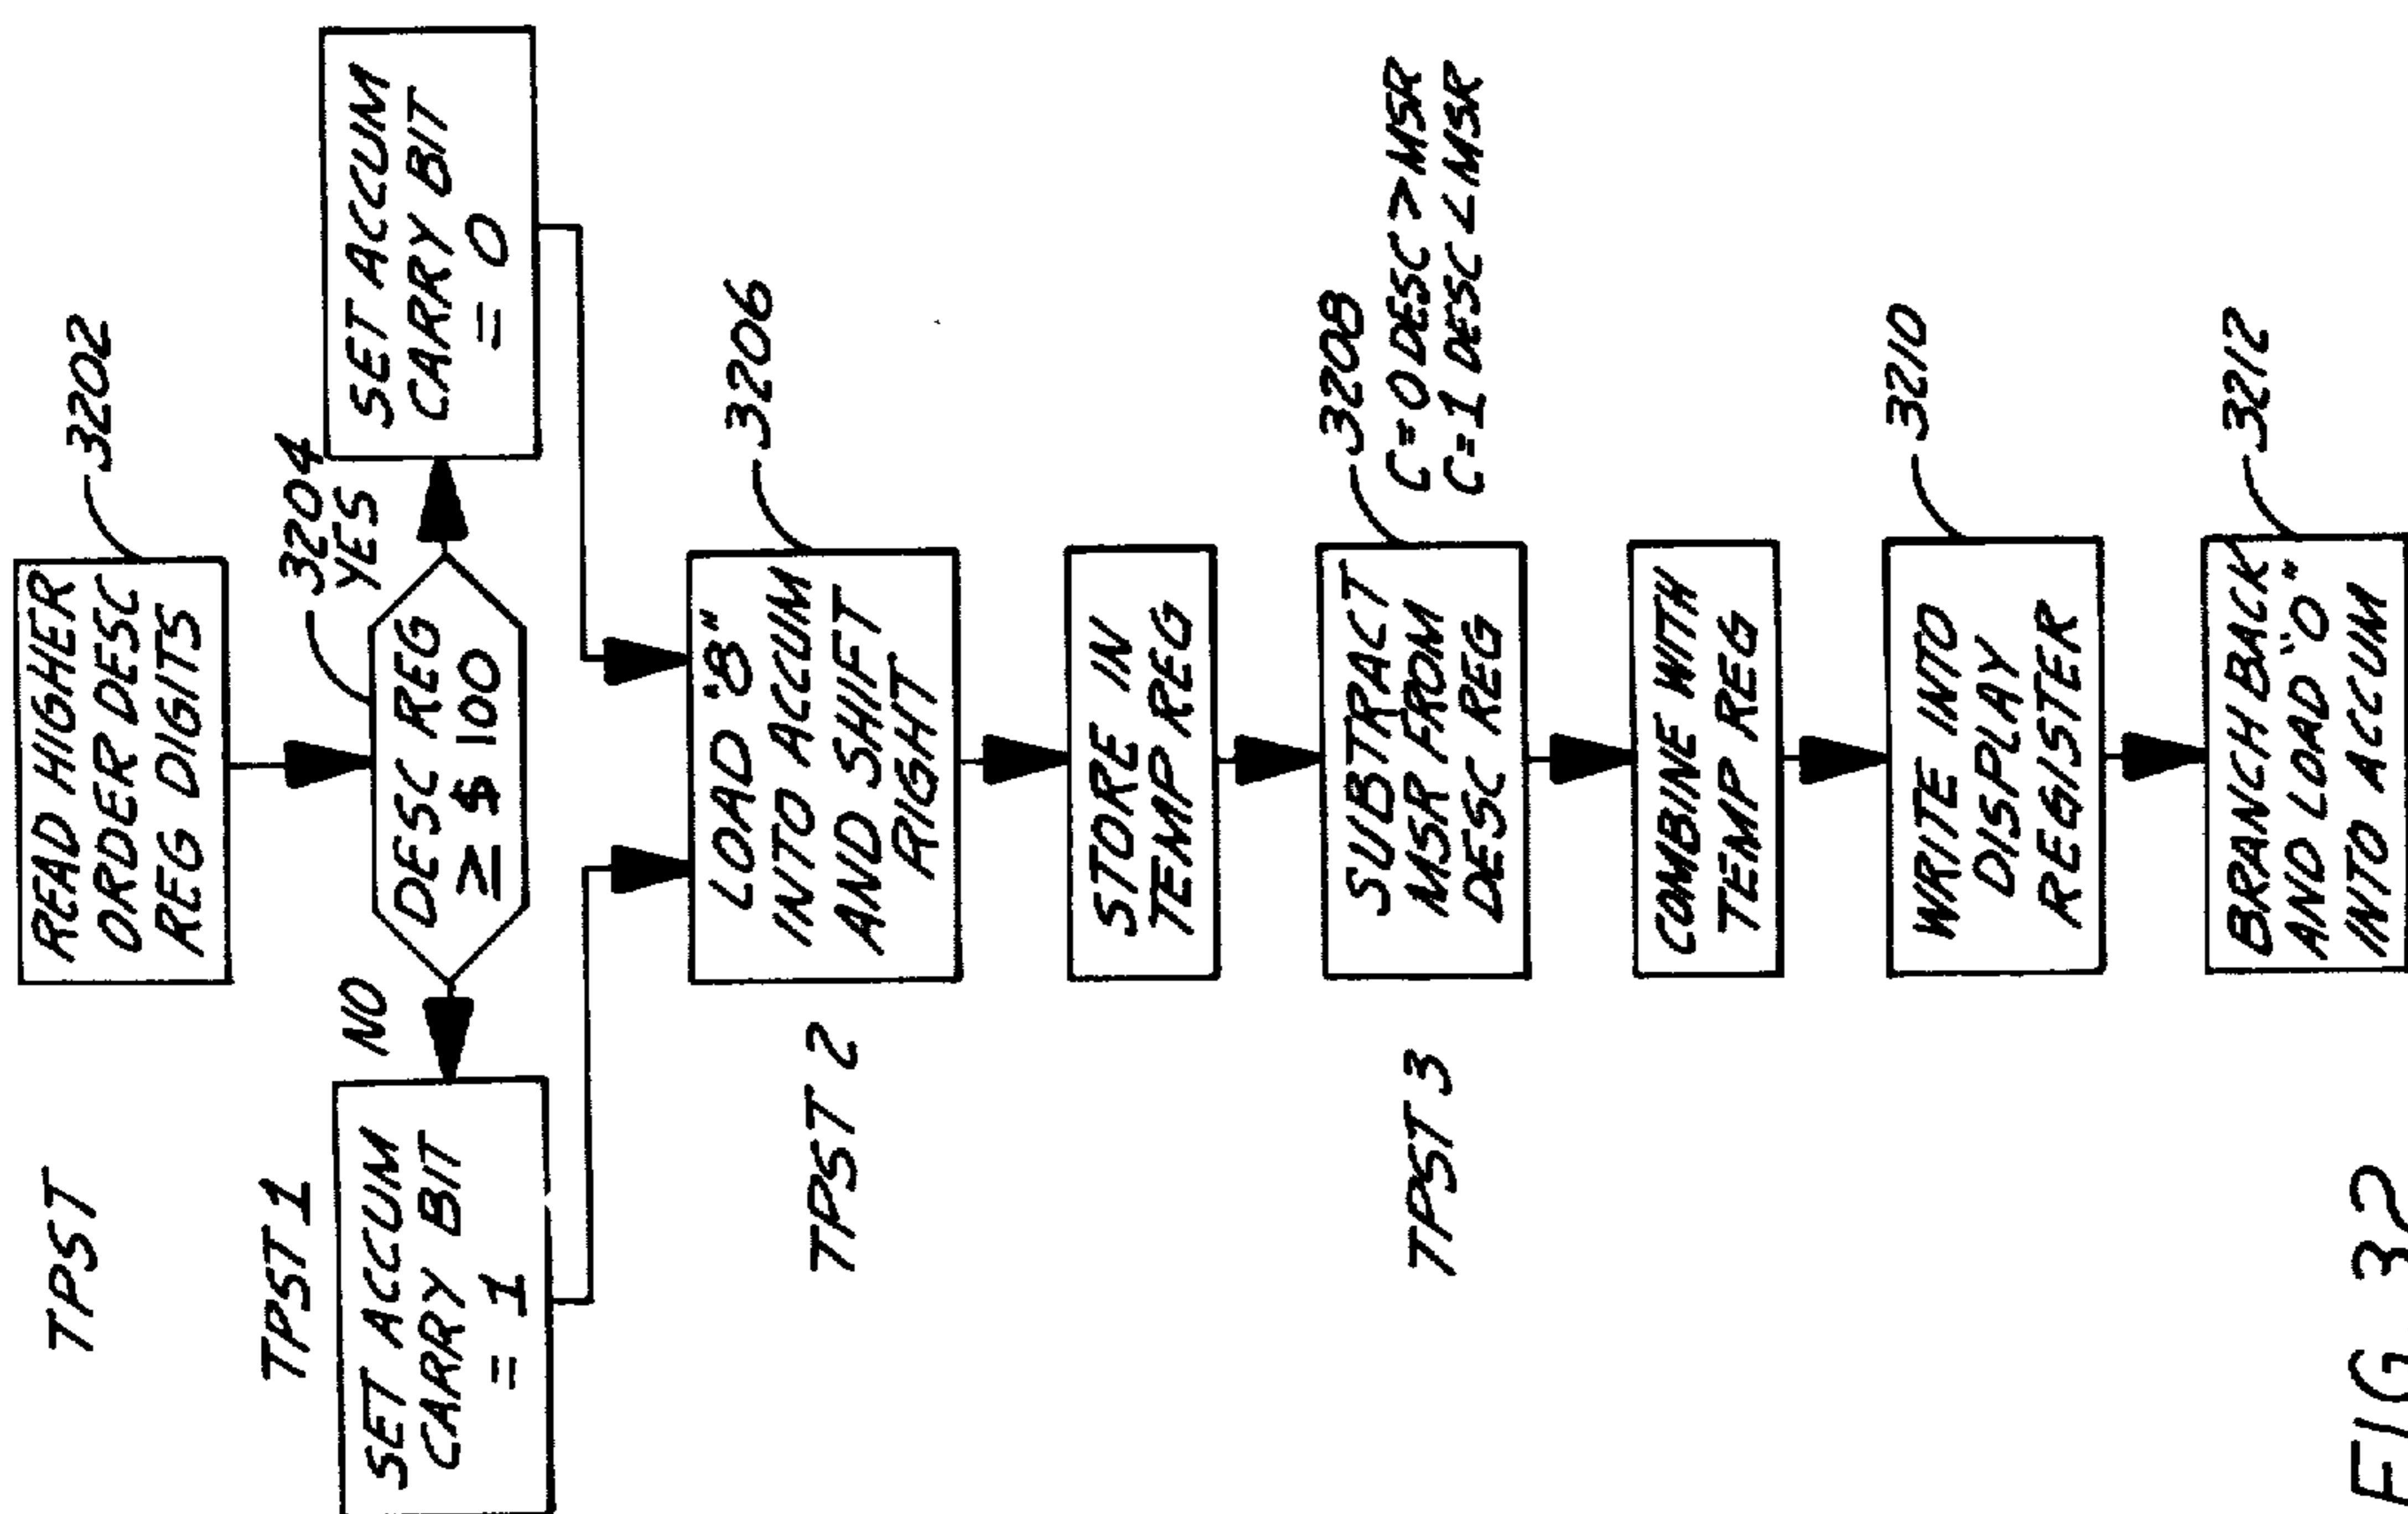 TPST
READ HIGHER
ORDER DESC
REG DIGITS
3202
TPST 1
SET ACCUM
CARRY BIT
= 1
NO
DESC REG
≥ $ 100
3204
YES
SET ACCUM
CARRY BIT
= 0
TPST 2
LOAD "8"
INTO ACCUM
AND SHIFT
RIGHT
3206
STORE IN
TEMP REG
TPST 3
SUBTRACT
MSR FROM
DESC REG
3208
C=0 DESC > MSR
C=1 DESC < MSR
COMBINE WITH
TEMP REG
WRITE INTO
DISPLAY
REGISTER
3210
BRANCH BACK
AND LOAD "0"
INTO ACCUM
3212
FIG 32